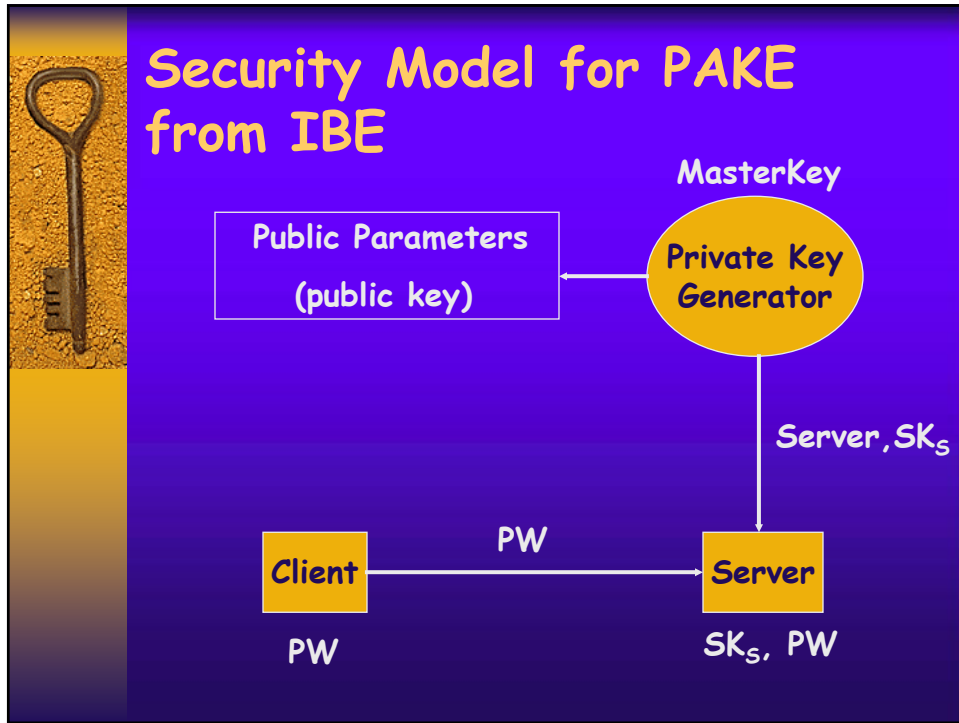 Security Model for PAKE
from IBE
MasterKey
Public Parameters
(public key)
Private Key
Generator
Server,SKS
PW
Client
Server
PW
SKS, PW